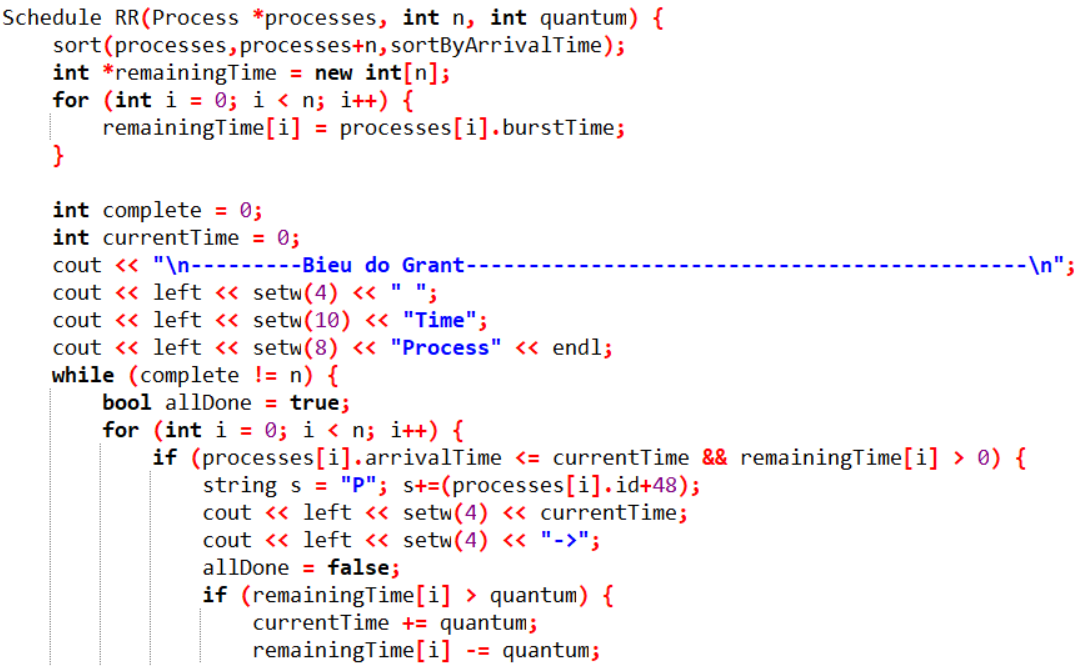 Schedule RR(Process *processes, int n, int quantum) {
    sort(processes,processes+n,sortByArrivalTime);
    int *remainingTime = new int[n];
    for (int i = 0; i < n; i++) {
        remainingTime[i] = processes[i].burstTime;
    }

    int complete = 0;
    int currentTime = 0;
    cout << "\n---------Bieu do Grant---------------------------------------------\n";
    cout << left << setw(4) << " ";
    cout << left << setw(10) << "Time";
    cout << left << setw(8) << "Process" << endl;
    while (complete != n) {
        bool allDone = true;
        for (int i = 0; i < n; i++) {
            if (processes[i].arrivalTime <= currentTime && remainingTime[i] > 0) {
                string s = "P"; s+=(processes[i].id+48);
                cout << left << setw(4) << currentTime;
                cout << left << setw(4) << "->";
                allDone = false;
                if (remainingTime[i] > quantum) {
                    currentTime += quantum;
                    remainingTime[i] -= quantum;